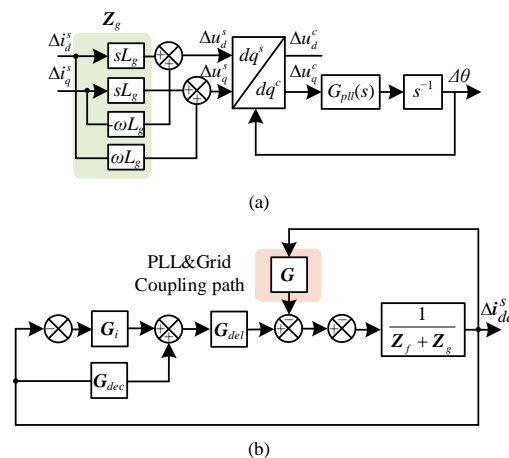 Z_g
Δi_d^s
Δi_q^s
sL_g
sL_g
-ωL_g
ωL_g
Δu_d^s
Δu_q^s
dq^s
dq^c
Δu_d^c
Δu_q^c
G_pll(s)
s^-1
Δθ
(a)
PLL&Grid
Coupling path
G
G_i
G_dec
G_del
1
Z_f + Z_g
(b)